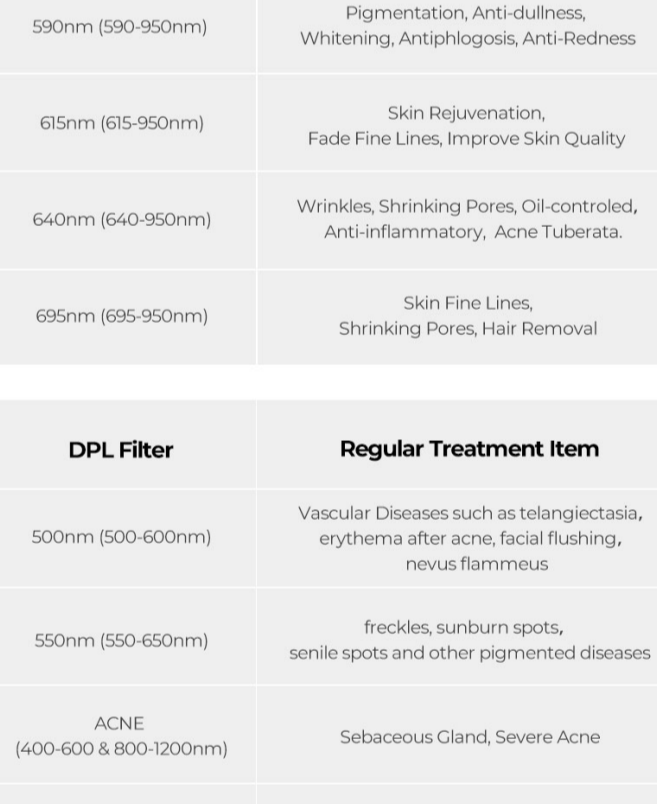 590nm (590-950nm)
Pigmentation, Anti-dullness,
Whitening, Antiphlogosis, Anti-Redness
615nm (615-950nm)
Skin Rejuvenation,
Fade Fine Lines, Improve Skin Quality
640nm (640-950nm)
Wrinkles, Shrinking Pores, Oil-controled,
Anti-inflammatory, Acne Tuberata.
695nm (695-950nm)
Skin Fine Lines,
Shrinking Pores, Hair Removal
DPL Filter
Regular Treatment Item
500nm (500-600nm)
Vascular Diseases such as telangiectasia,
erythema after acne, facial flushing,
nevus flammeus
550nm (550-650nm)
freckles, sunburn spots,
senile spots and other pigmented diseases
ACNE
(400-600 & 800-1200nm)
Sebaceous Gland, Severe Acne